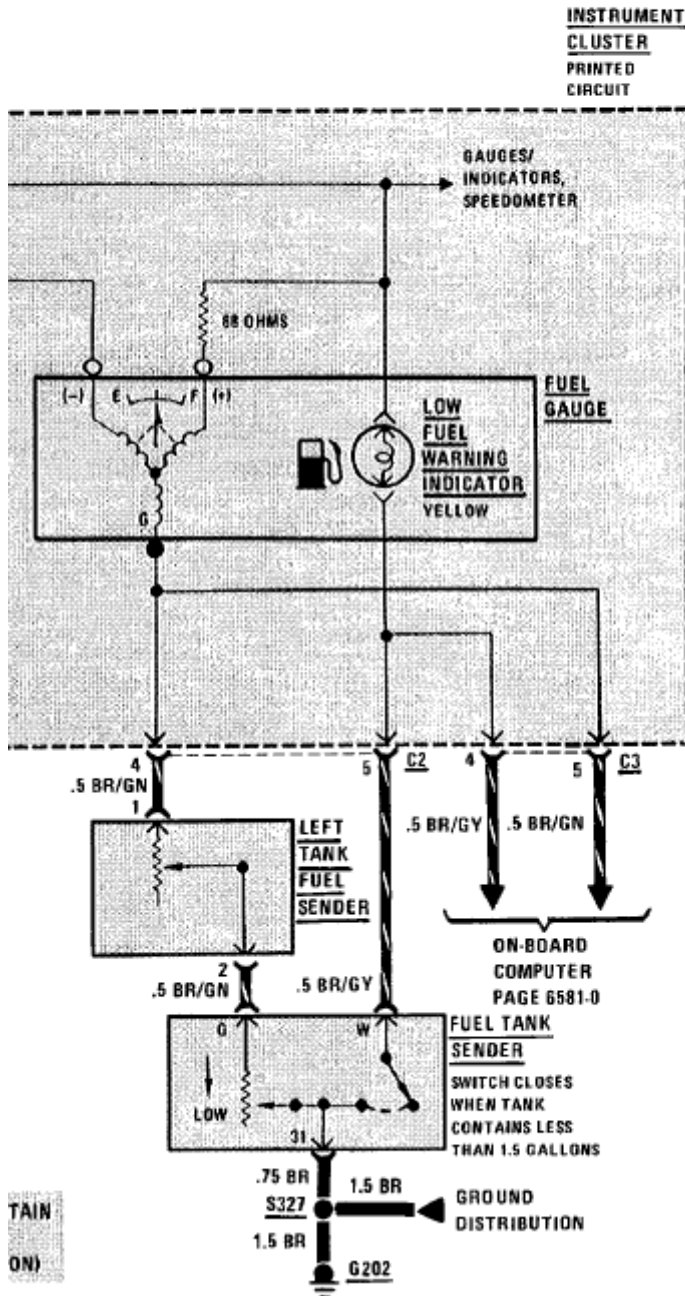 INSTRUMENT
CLUSTER
PRINTED
CIRCUIT
GAUGES/
INDICATORS,
SPEEDOMETER
68 OHMS
(-) E F (+)
FUEL
GAUGE
LOW
FUEL
WARNING
INDICATOR
YELLOW
G
4
5
C2
4
5
C3
.5 BR/GN
1
.5 BR/GY
.5 BR/GN
LEFT
TANK
FUEL
SENDER
ON-BOARD
COMPUTER
PAGE 6581-0
2
.5 BR/GN
.5 BR/GY
G
W
FUEL TANK
SENDER
LOW
SWITCH CLOSES
WHEN TANK
CONTAINS LESS
THAN 1.5 GALLONS
31
.75 BR
1.5 BR
S327
GROUND
DISTRIBUTION
1.5 BR
G202
TAIN
ON)